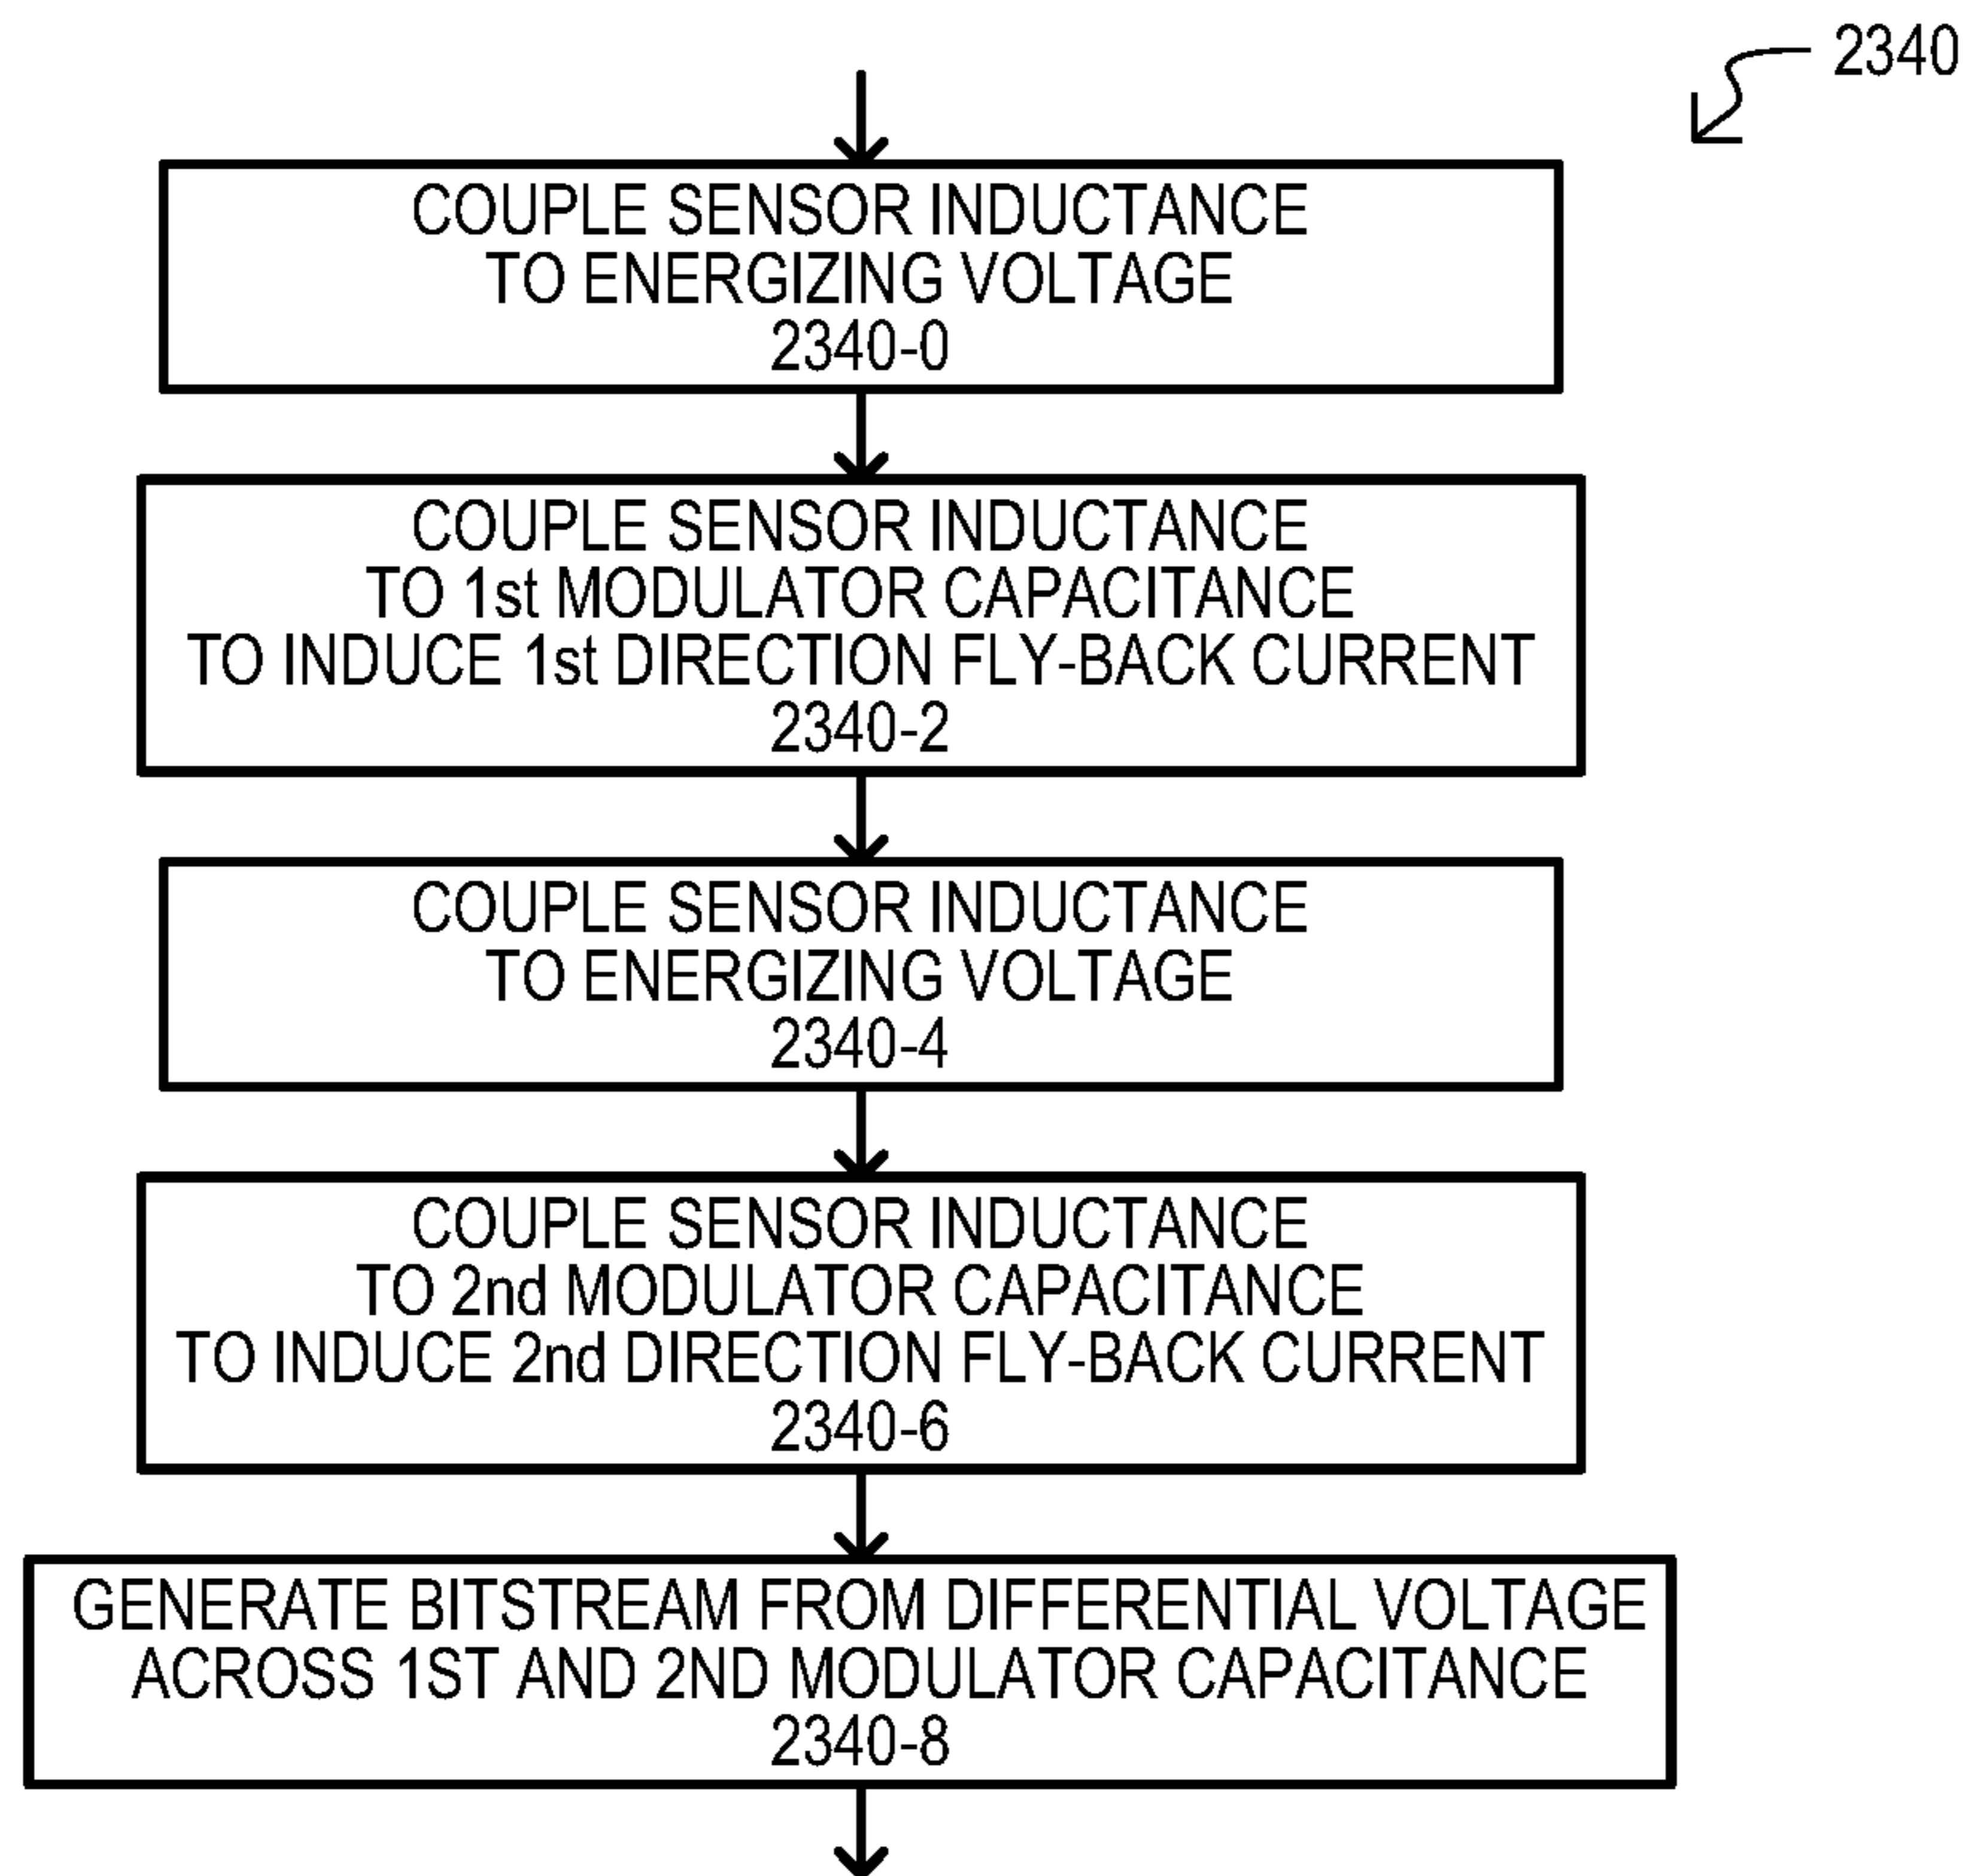 2340
COUPLE SENSOR INDUCTANCE
TO ENERGIZING VOLTAGE
2340-0
COUPLE SENSOR INDUCTANCE
TO 1st MODULATOR CAPACITANCE
TO INDUCE 1st DIRECTION FLY-BACK CURRENT
2340-2
COUPLE SENSOR INDUCTANCE
TO ENERGIZING VOLTAGE
2340-4
COUPLE SENSOR INDUCTANCE
TO 2nd MODULATOR CAPACITANCE
TO INDUCE 2nd DIRECTION FLY-BACK CURRENT
2340-6
GENERATE BITSTREAM FROM DIFFERENTIAL VOLTAGE
ACROSS 1ST AND 2ND MODULATOR CAPACITANCE
2340-8